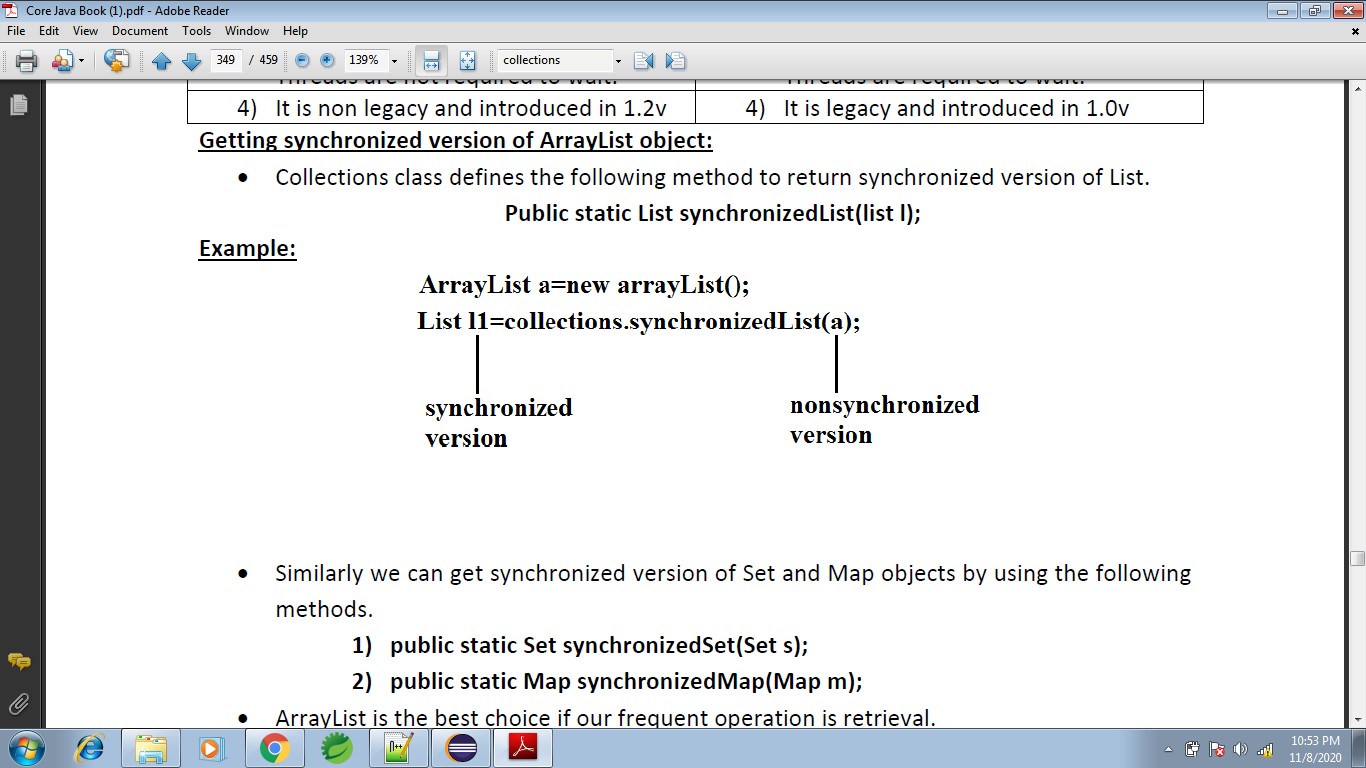 Core Java Book (1).pdf - Adobe Reader
File Edit View Document Tools Window Help
349 / 459 139% collections
Threads are not required to wait. Threads are required to wait.
4) It is non legacy and introduced in 1.2v 4) It is legacy and introduced in 1.0v
Getting synchronized version of ArrayList object:
• Collections class defines the following method to return synchronized version of List.
Public static List synchronizedList(list l);
Example:
ArrayList a=new arrayList();
List l1=collections.synchronizedList(a);
synchronized nonsynchronized
version version
• Similarly we can get synchronized version of Set and Map objects by using the following
methods.
1) public static Set synchronizedSet(Set s);
2) public static Map synchronizedMap(Map m);
• ArrayList is the best choice if our frequent operation is retrieval.
10:53 PM
11/8/2020